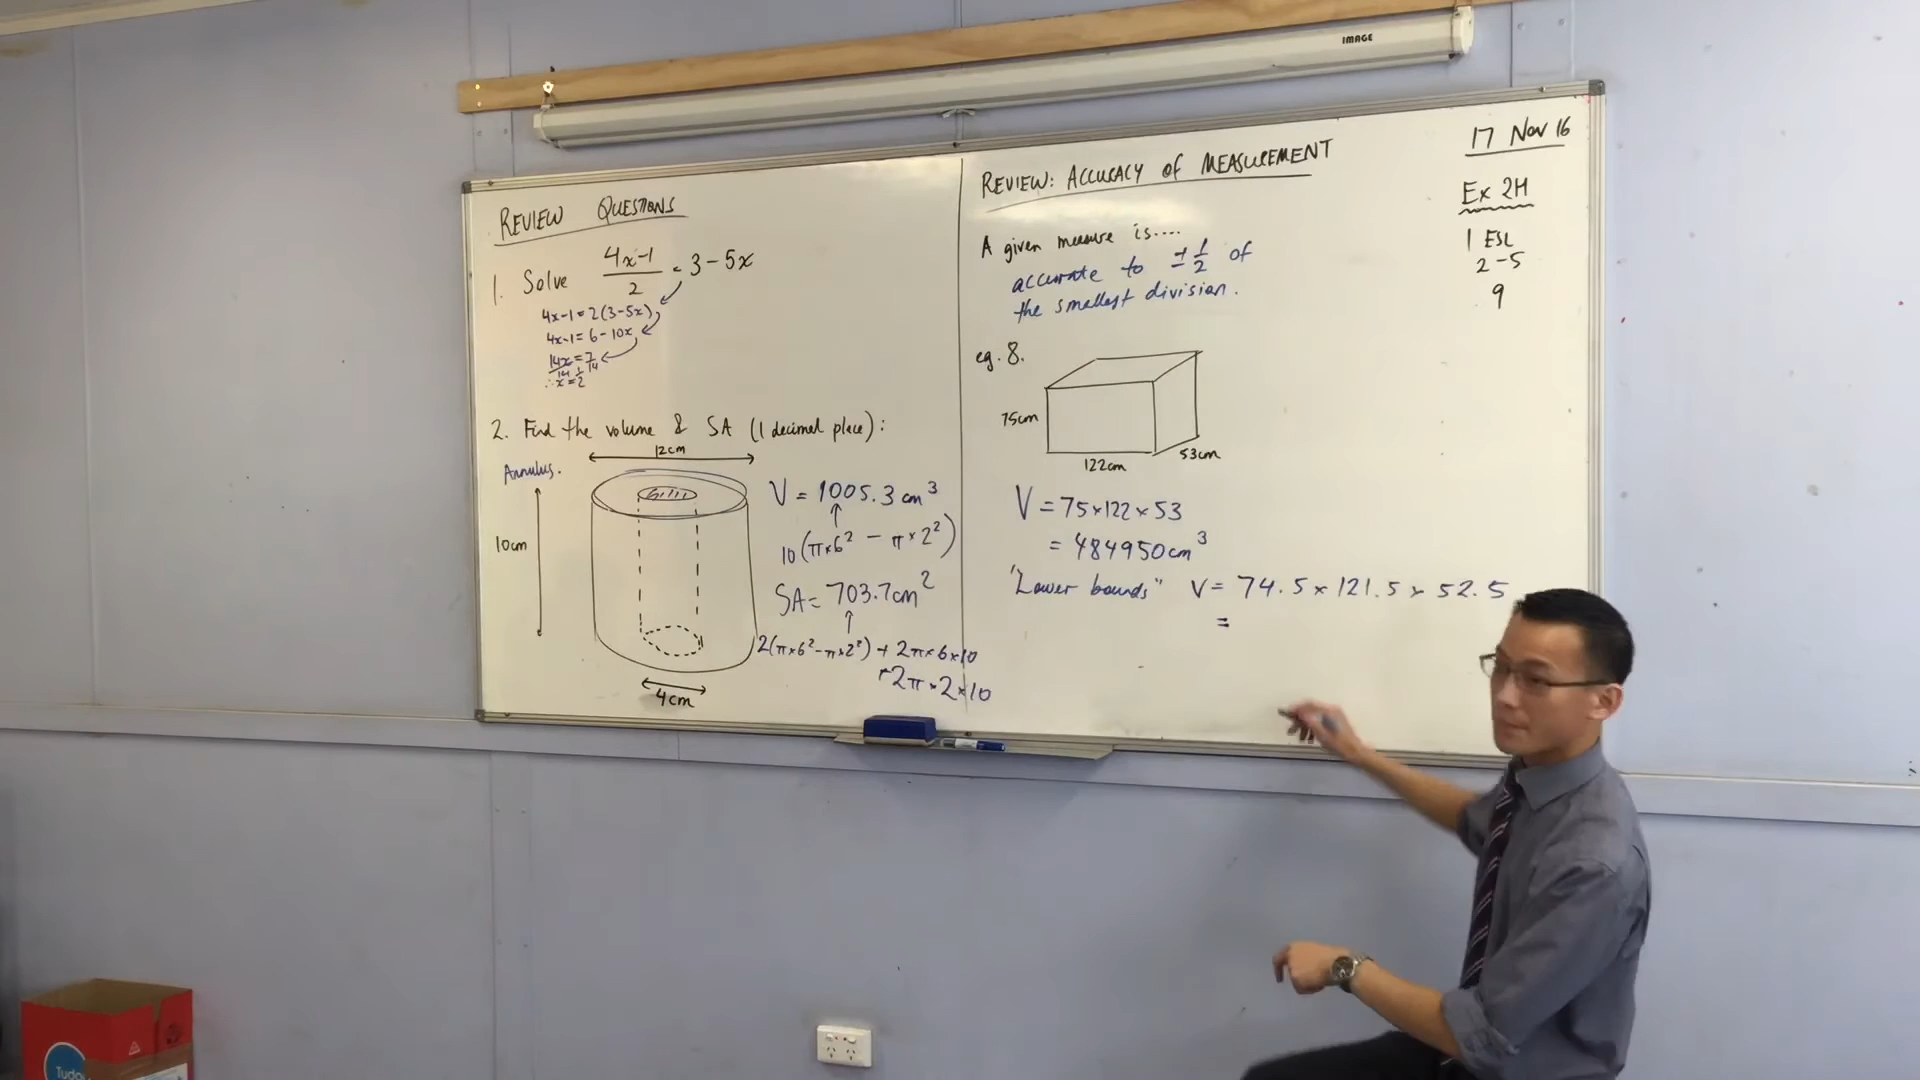 IMAGE
REVIEW QUESTIONS
1. Solve (4x-1)/2 = 3-5x
4x-1=2(3-5x)
4x-1=6-10x
14x=7
14 14
∴x=1/2
2. Find the volume & SA (1 decimal place):
12cm
Annulus.
10cm
4cm
V = 1005.3cm³
10(π×6² - π×2²)
SA = 703.7cm²
2(π×6²-π×2²) + 2π×6×10
+2π×2×10
REVIEW: ACCURACY of MEASUREMENT
A given measure is....
accurate to ±1/2 of
the smallest division.
eg. 8.
75cm
122cm
53cm
V = 75×122×53
= 484950cm³
"Lower bounds" V= 74.5×121.5×52.5
=
17 Nov 16
Ex 2H
1 ESL
2-5
9